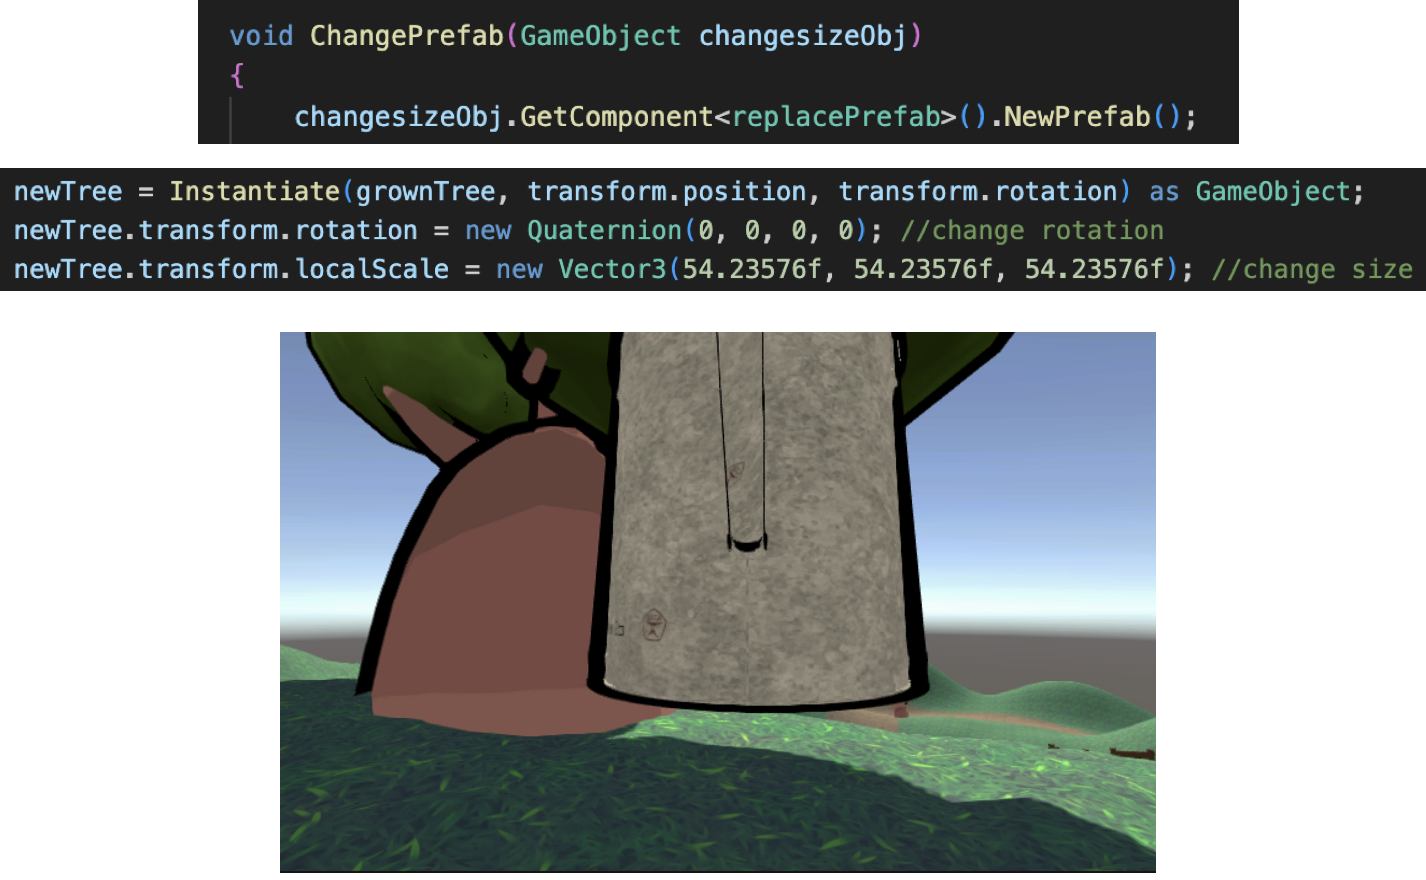 void ChangePrefab(GameObject changesizeObj)
{
changesizeObj.GetComponent<replacePrefab>().NewPrefab();
newTree = Instantiate(grownTree, transform.position, transform.rotation) as GameObject;
newTree.transform.rotation = new Quaternion(0, 0, 0, 0); //change rotation
newTree.transform.localScale = new Vector3(54.23576f, 54.23576f, 54.23576f); //change size